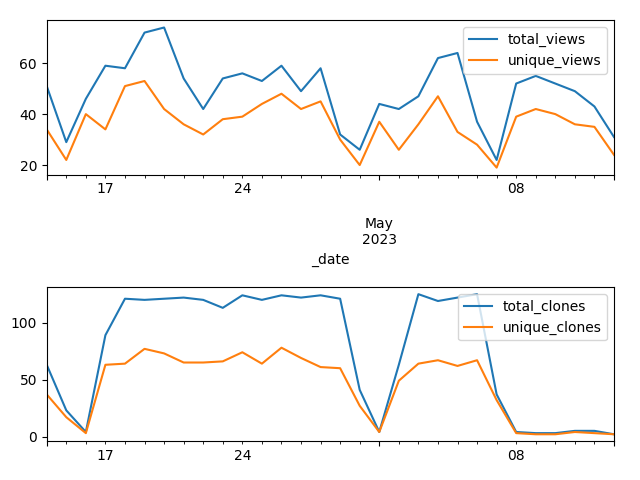 total_views
unique_views
60
40
20
17 24 08
May
2023
_date
total_clones
unique_clones
100
50
0
17 24 08